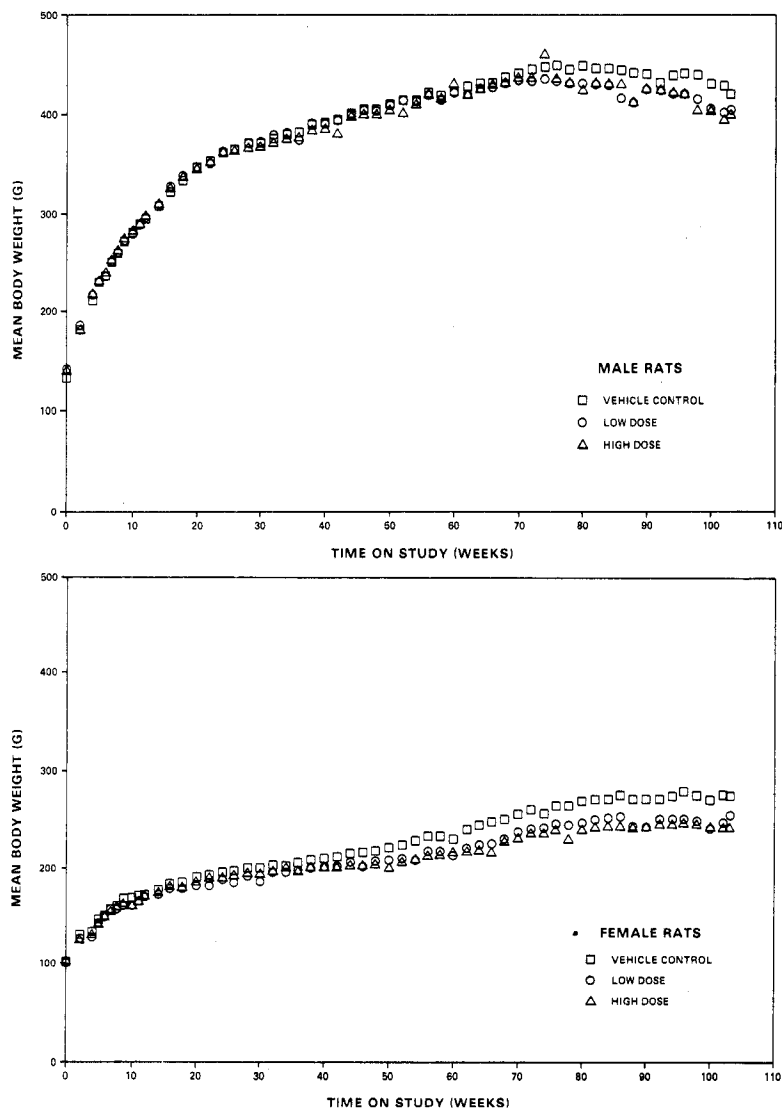 500
400
300
200
100
0
MEAN BODY WEIGHT (G)
MALE RATS
VEHICLE CONTROL
LOW DOSE
HIGH DOSE
0 10 20 30 40 50 60 70 80 90 100 110
TIME ON STUDY (WEEKS)
500
400
300
200
100
0
MEAN BODY WEIGHT (G)
FEMALE RATS
VEHICLE CONTROL
LOW DOSE
HIGH DOSE
0 10 20 30 40 50 60 70 80 90 100 110
TIME ON STUDY (WEEKS)